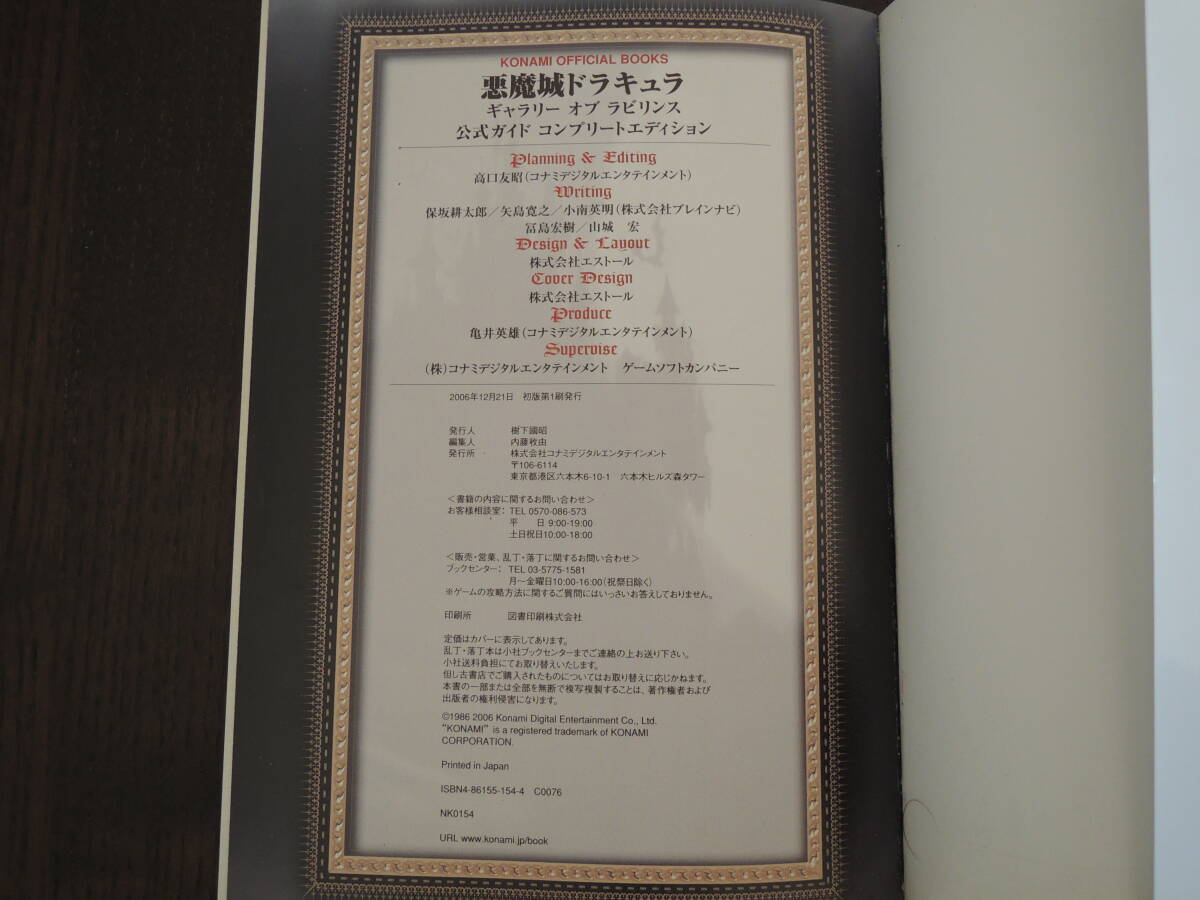 KONAMI OFFICIAL BOOKS
悪魔城ドラキュラ
ギャラリー オブ ラビリンス
公式ガイド コンプリートエディション
Planning & Editing
高口友昭(コナミデジタルエンタテインメント)
Writing
保坂耕太郎／矢島寛之／小南英明(株式会社ブレインナビ)
冨島宏樹／山城 宏
Design & Layout
株式会社エストール
Cover Design
株式会社エストール
Produce
亀井英雄(コナミデジタルエンタテインメント)
Supervise
(株)コナミデジタルエンタテインメント ゲームソフトカンパニー
2006年12月21日 初版第1刷発行
発行人 樹下國昭
編集人 内藤牧由
発行所 株式会社コナミデジタルエンタテインメント
〒106-6114
東京都港区六本木6-10-1 六本木ヒルズ森タワー
＜書籍の内容に関するお問い合わせ＞
お客様相談室： TEL 0570-086-573
平 日 9:00-19:00
土日祝日10:00-18:00
＜販売・営業、乱丁・落丁に関するお問い合わせ＞
ブックセンター： TEL 03-5775-1581
月～金曜日10:00-16:00(祝祭日除く)
※ゲームの攻略方法に関するご質問にはいっさいお答えしておりません。
印刷所 図書印刷株式会社
定価はカバーに表示してあります。
乱丁・落丁本は小社ブックセンターまでご連絡の上お送り下さい。
小社送料負担にてお取り替えいたします。
但し古書店でご購入されたものについてはお取り替えに応じかねます。
本書の一部または全部を無断で複写複製することは、著作権者および
出版者の権利侵害になります。
©1986 2006 Konami Digital Entertainment Co., Ltd.
“KONAMI” is a registered trademark of KONAMI
CORPORATION.
Printed in Japan
ISBN4-86155-154-4 C0076
NK0154
URL www.konami.jp/book